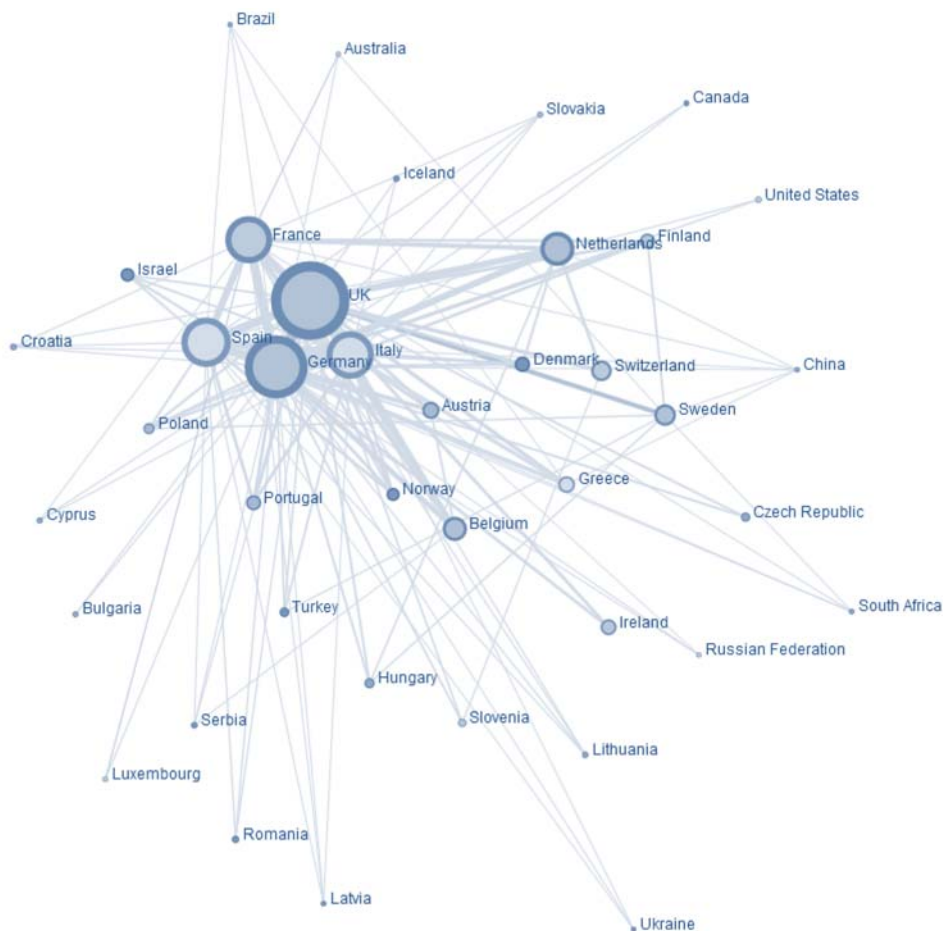 Brazil
Australia
Canada
Slovakia
Iceland
United States
France
Netherlands
Finland
Israel
UK
Croatia
Spain
Italy
Germany
Denmark
Switzerland
China
Austria
Sweden
Poland
Greece
Portugal
Norway
Cyprus
Belgium
Czech Republic
Bulgaria
Turkey
South Africa
Ireland
Russian Federation
Hungary
Serbia
Slovenia
Lithuania
Luxembourg
Romania
Latvia
Ukraine